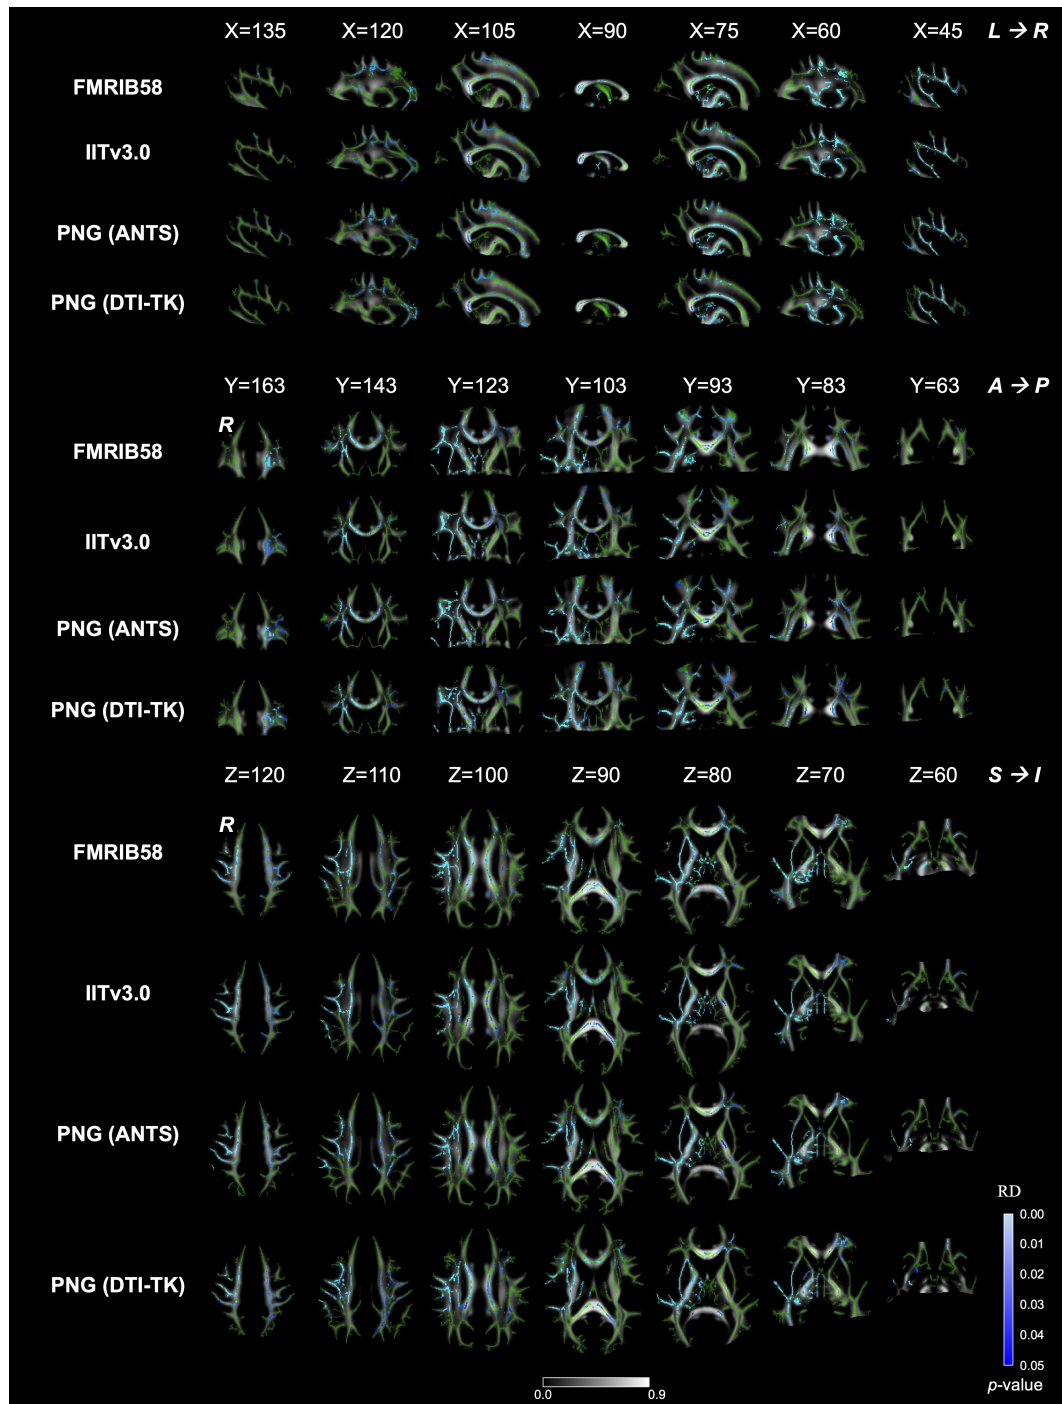 X=135 X=120 X=105 X=90 X=75 X=60 X=45 L → R
FMRIB58
IITv3.0
PNG (ANTS)
PNG (DTI-TK)
Y=163 Y=143 Y=123 Y=103 Y=93 Y=83 Y=63 A → P
R
FMRIB58
IITv3.0
PNG (ANTS)
PNG (DTI-TK)
Z=120 Z=110 Z=100 Z=90 Z=80 Z=70 Z=60 S → I
R
FMRIB58
IITv3.0
PNG (ANTS)
PNG (DTI-TK)
RD
0.00
0.01
0.02
0.03
0.04
0.05
p-value
0.0 0.9